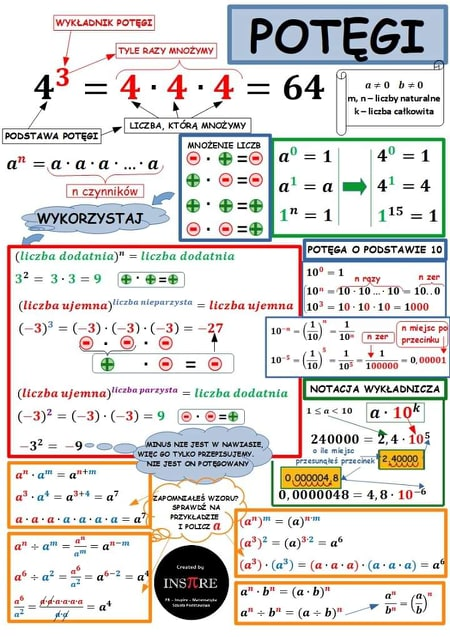 WYKŁADNIK POTĘGI
POTĘGI
TYLE RAZY MNOŻYMY
4³ = 4 · 4 · 4 = 64
a ≠ 0 b ≠ 0
m, n – liczby naturalne
k – liczba całkowita
PODSTAWA POTĘGI
LICZBA, KTÓRĄ MNOŻYMY
aⁿ = a · a · a · ... · a
n czynników
WYKORZYSTAJ
MNOŻENIE LICZB
⊕ · ⊖ = ⊖
⊖ · ⊕ = ⊖
⊕ · ⊕ = ⊕
⊖ · ⊖ = ⊕
a⁰ = 1
a¹ = a
1ⁿ = 1
4⁰ = 1
4¹ = 4
1¹⁵ = 1
(liczba dodatnia)ⁿ = liczba dodatnia
3² = 3 · 3 = 9 ⊕ · ⊕ = ⊕
(liczba ujemna)^liczba nieparzysta = liczba ujemna
(−3)³ = (−3) · (−3) · (−3) = −27
⊖ · ⊖ · ⊖
⊕ · ⊖ = ⊖
(liczba ujemna)^liczba parzysta = liczba dodatnia
(−3)² = (−3) · (−3) = 9 ⊖ · ⊖ = ⊕
−3² = −9
MINUS NIE JEST W NAWIASIE,
WIĘC GO TYLKO PRZEPISUJEMY.
NIE JEST ON POTĘGOWANY
POTĘGA O PODSTAWIE 10
10⁰ = 1
n razy
n zer
10ⁿ = 10 · 10 · ... · 10 = 10..0
10³ = 10 · 10 · 10 = 1000
10⁻ⁿ = (1/10)ⁿ = 1/10ⁿ
n zer
n miejsc po
przecinku
10⁻⁵ = (1/10)⁵ = 1/10⁵ = 1/100000 = 0,00001
NOTACJA WYKŁADNICZA
1 ≤ a < 10
a · 10ᵏ
240000 = 2,4 · 10⁵
o ile miejsc
przesunąłeś przecinek
2,40000
0,000004,8
0,0000048 = 4,8 · 10⁻⁶
aⁿ · aᵐ = aⁿ⁺ᵐ
a³ · a⁴ = a³⁺⁴ = a⁷
a · a · a · a · a · a · a = a⁷
ZAPOMNIAŁEŚ WZORU?
SPRAWDŹ NA
PRZYKŁADZIE
I POLICZ a
aⁿ ÷ aᵐ = aⁿ/aᵐ = aⁿ⁻ᵐ
a⁶ ÷ a² = a⁶/a² = a⁶⁻² = a⁴
a⁶/a² = a·a·a·a·a·a/a·a = a⁴
Created by
INSπRE
FB – Inspire – Matematyka
Szkoła Podstawowa
(aⁿ)ᵐ = (a)ⁿ·ᵐ
(a³)² = (a)³·² = a⁶
(a³) · (a³) = (a · a · a) · (a · a · a) = a⁶
aⁿ · bⁿ = (a · b)ⁿ
aⁿ ÷ bⁿ = (a ÷ b)ⁿ
aⁿ/bⁿ = (a/b)ⁿ